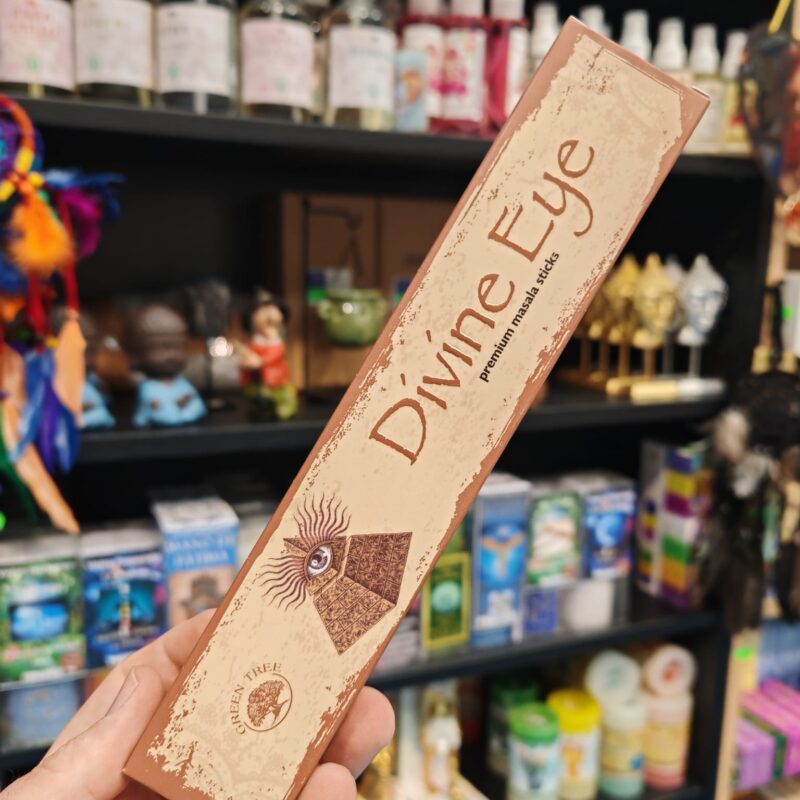 Divine Eye
premium masala sticks
GREEN TREE